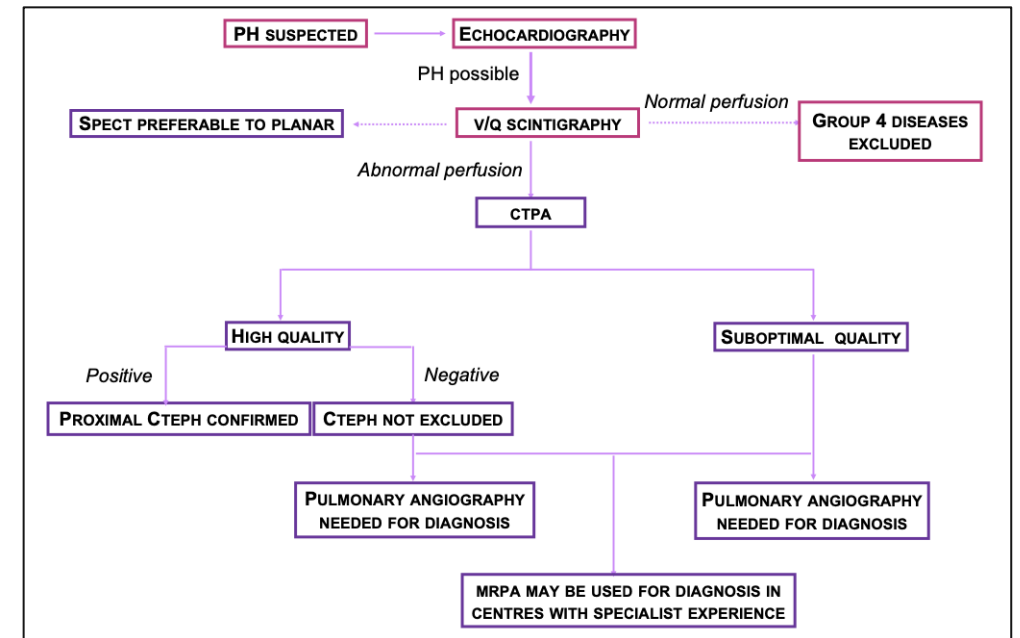 PH SUSPECTED
ECHOCARDIOGRAPHY
PH possible
Normal perfusion
SPECT PREFERABLE TO PLANAR
V/Q SCINTIGRAPHY
GROUP 4 DISEASES
EXCLUDED
Abnormal perfusion
CTPA
HIGH QUALITY
SUBOPTIMAL QUALITY
Positive
Negative
PROXIMAL CTEPH CONFIRMED
CTEPH NOT EXCLUDED
PULMONARY ANGIOGRAPHY
NEEDED FOR DIAGNOSIS
PULMONARY ANGIOGRAPHY
NEEDED FOR DIAGNOSIS
MRPA MAY BE USED FOR DIAGNOSIS IN
CENTRES WITH SPECIALIST EXPERIENCE